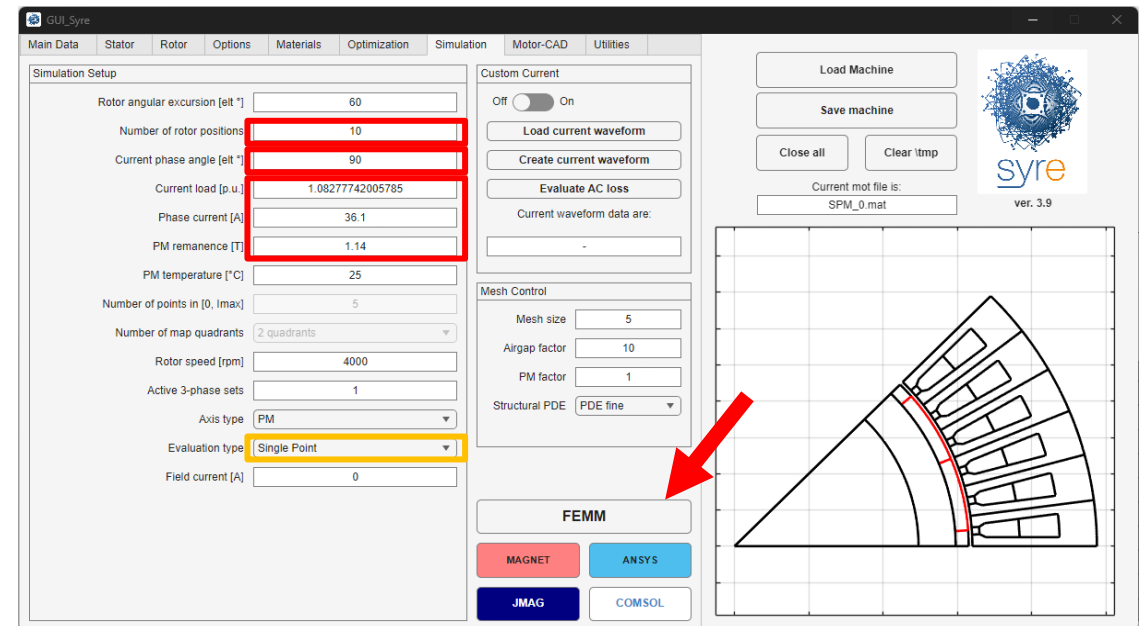 GUI_Syre
Main Data Stator Rotor Options Materials Optimization Simulation Motor-CAD Utilities
Simulation Setup
Rotor angular excursion [elt °] 60
Number of rotor positions 10
Current phase angle [elt °] 90
Current load [p.u.] 1.08277742005785
Phase current [A] 36.1
PM remanence [T] 1.14
PM temperature [°C] 25
Number of points in [0, Imax] 5
Number of map quadrants 2 quadrants
Rotor speed [rpm] 4000
Active 3-phase sets 1
Axis type PM
Evaluation type Single Point
Field current [A] 0
Custom Current
Off On
Load current waveform
Create current waveform
Evaluate AC loss
Current waveform data are:
-
Mesh Control
Mesh size 5
Airgap factor 10
PM factor 1
Structural PDE PDE fine
FEMM
MAGNET ANSYS
JMAG COMSOL
Load Machine
Save machine
Close all Clear \tmp
Current mot file is:
SPM_0.mat
syre
ver. 3.9